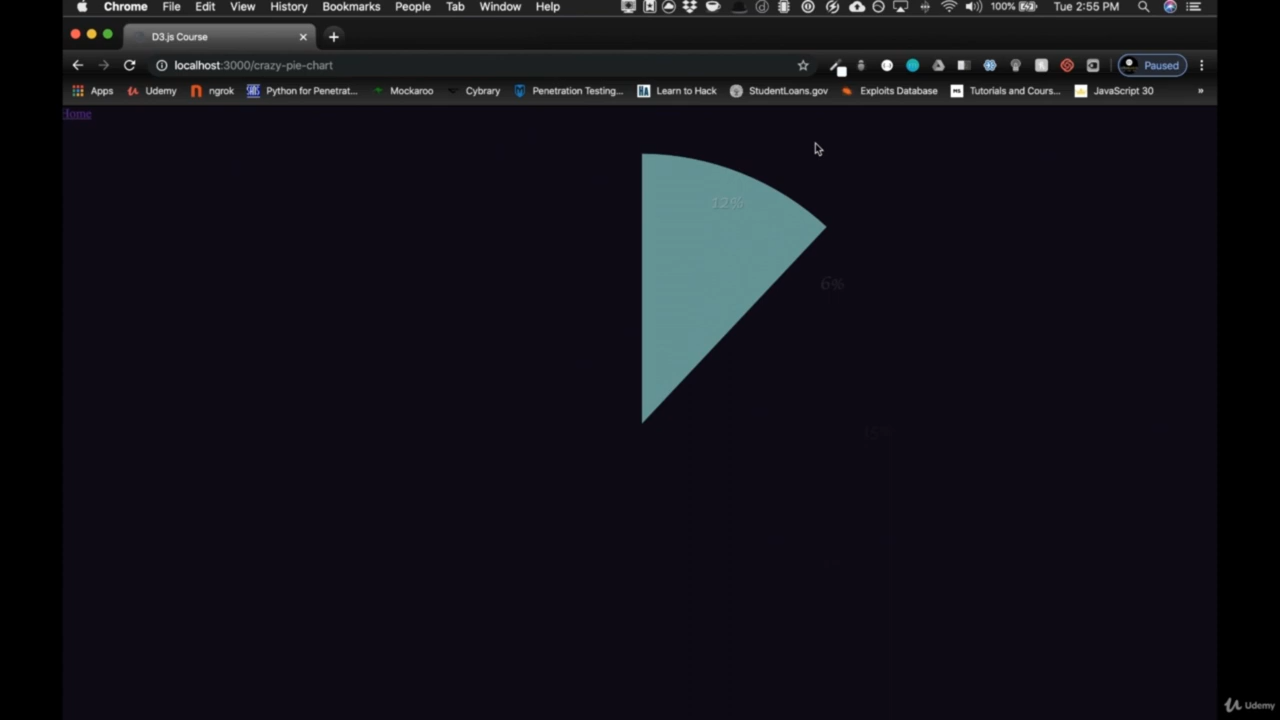 Chrome File Edit View History Bookmarks People Tab Window Help 100% Tue 2:55 PM
D3.js Course
localhost:3000/crazy-pie-chart Paused
Apps Udemy ngrok Python for Penetrat... Mockaroo Cybrary Penetration Testing... HA Learn to Hack StudentLoans.gov Exploits Database Tutorials and Cours... JavaScript 30 »
Home
12%
6%
15%
Udemy